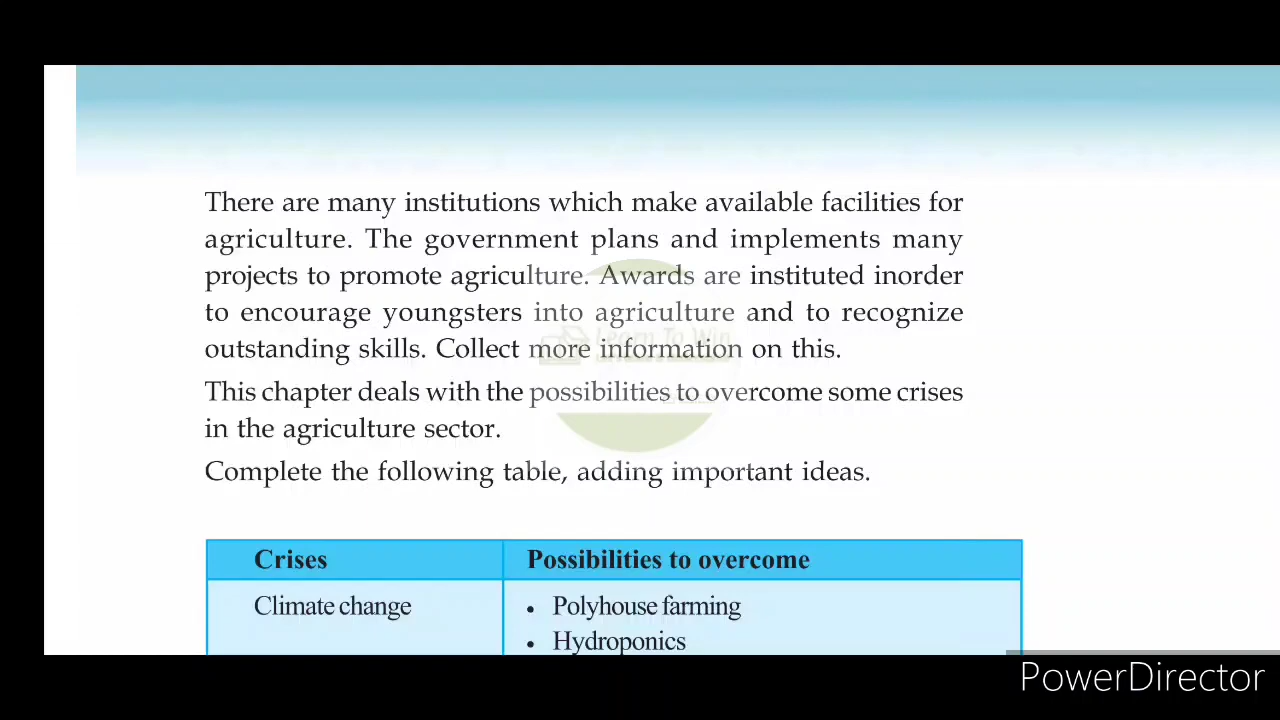 There are many institutions which make available facilities for
agriculture. The government plans and implements many
projects to promote agriculture. Awards are instituted inorder
to encourage youngsters into agriculture and to recognize
outstanding skills. Collect more information on this.
This chapter deals with the possibilities to overcome some crises
in the agriculture sector.
Complete the following table, adding important ideas.
Crises Possibilities to overcome
Climate change • Polyhouse farming
• Hydroponics
Learn To Win
PowerDirector